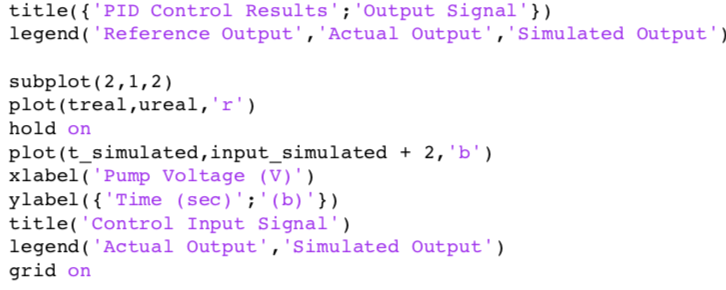 title({'PID Control Results';'Output Signal'})
legend('Reference Output','Actual Output','Simulated Output')
subplot(2,1,2)
plot(treal,ureal,'r')
hold on
plot(t_simulated,input_simulated + 2,'b')
xlabel('Pump Voltage (V)')
ylabel({'Time (sec)';'(b)'})
title('Control Input Signal')
legend('Actual Output','Simulated Output')
grid on